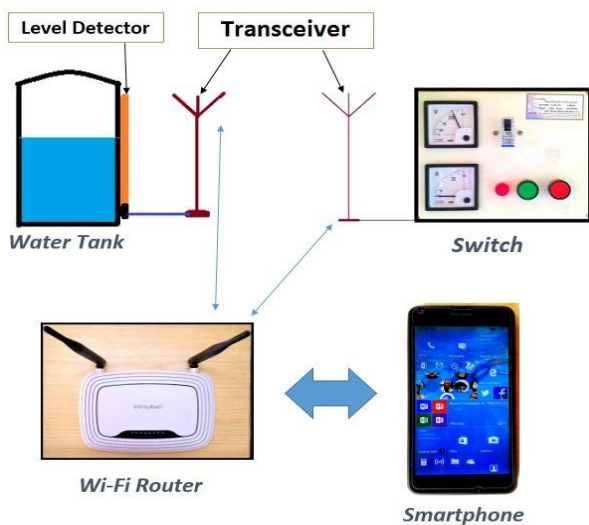 Level Detector
Transceiver
Water Tank
Switch
Wi-Fi Router
Smartphone